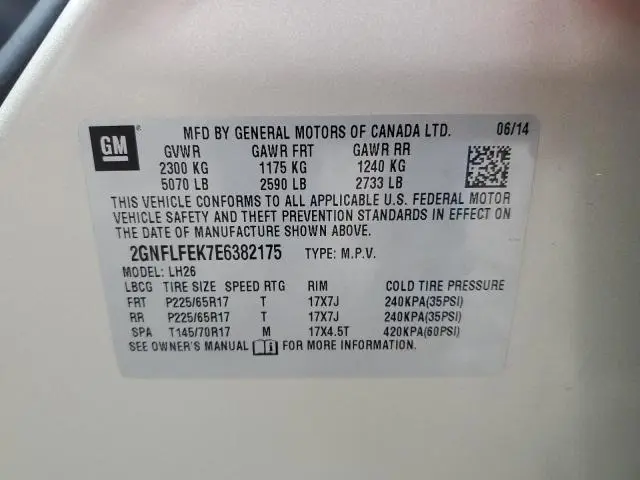 GM ® MFD BY GENERAL MOTORS OF CANADA LTD. 06/14
GVWR GAWR FRT GAWR RR
2300 KG 1175 KG 1240 KG
5070 LB 2590 LB 2733 LB
THIS VEHICLE CONFORMS TO ALL APPLICABLE U.S. FEDERAL MOTOR
VEHICLE SAFETY AND THEFT PREVENTION STANDARDS IN EFFECT ON
THE DATE OF MANUFACTURE SHOWN ABOVE.
2GNFLFEK7E6382175 TYPE: M.P.V.
MODEL: LH26
LBCG TIRE SIZE SPEED RTG RIM COLD TIRE PRESSURE
FRT P225/65R17 T 17X7J 240KPA(35PSI)
RR P225/65R17 T 17X7J 240KPA(35PSI)
SPA T145/70R17 M 17X4.5T 420KPA(60PSI)
SEE OWNER'S MANUAL FOR MORE INFORMATION.